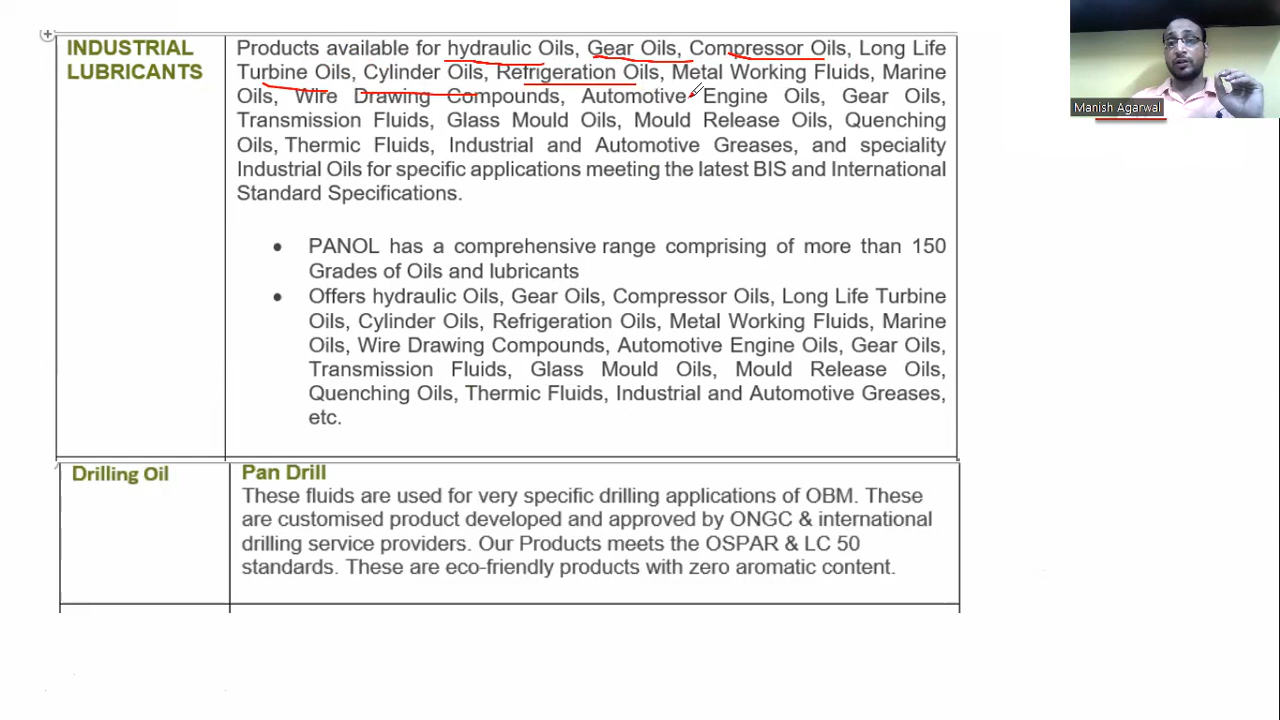 INDUSTRIAL
LUBRICANTS
Products available for hydraulic Oils, Gear Oils, Compressor Oils, Long Life
Turbine Oils, Cylinder Oils, Refrigeration Oils, Metal Working Fluids, Marine
Oils, Wire Drawing Compounds, Automotive Engine Oils, Gear Oils,
Transmission Fluids, Glass Mould Oils, Mould Release Oils, Quenching
Oils, Thermic Fluids, Industrial and Automotive Greases, and speciality
Industrial Oils for specific applications meeting the latest BIS and International
Standard Specifications.
• PANOL has a comprehensive range comprising of more than 150
Grades of Oils and lubricants
• Offers hydraulic Oils, Gear Oils, Compressor Oils, Long Life Turbine
Oils, Cylinder Oils, Refrigeration Oils, Metal Working Fluids, Marine
Oils, Wire Drawing Compounds, Automotive Engine Oils, Gear Oils,
Transmission Fluids, Glass Mould Oils, Mould Release Oils,
Quenching Oils, Thermic Fluids, Industrial and Automotive Greases,
etc.
Drilling Oil
Pan Drill
These fluids are used for very specific drilling applications of OBM. These
are customised product developed and approved by ONGC & international
drilling service providers. Our Products meets the OSPAR & LC 50
standards. These are eco-friendly products with zero aromatic content.
Manish Agarwal